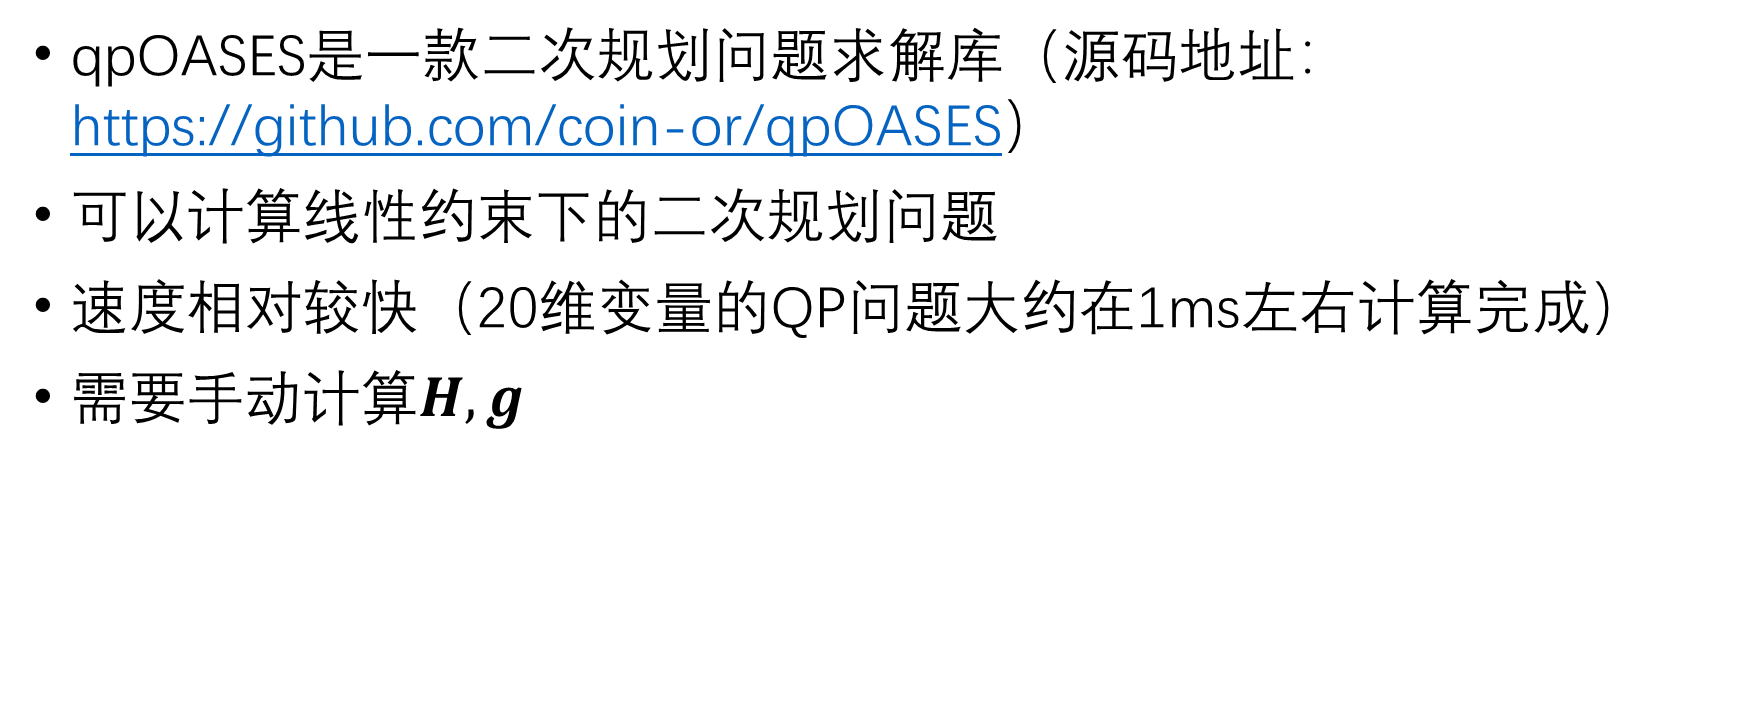 • qpOASES是一款二次规划问题求解库（源码地址：
https://github.com/coin-or/qpOASES）
• 可以计算线性约束下的二次规划问题
• 速度相对较快（20维变量的QP问题大约在1ms左右计算完成）
• 需要手动计算H, g